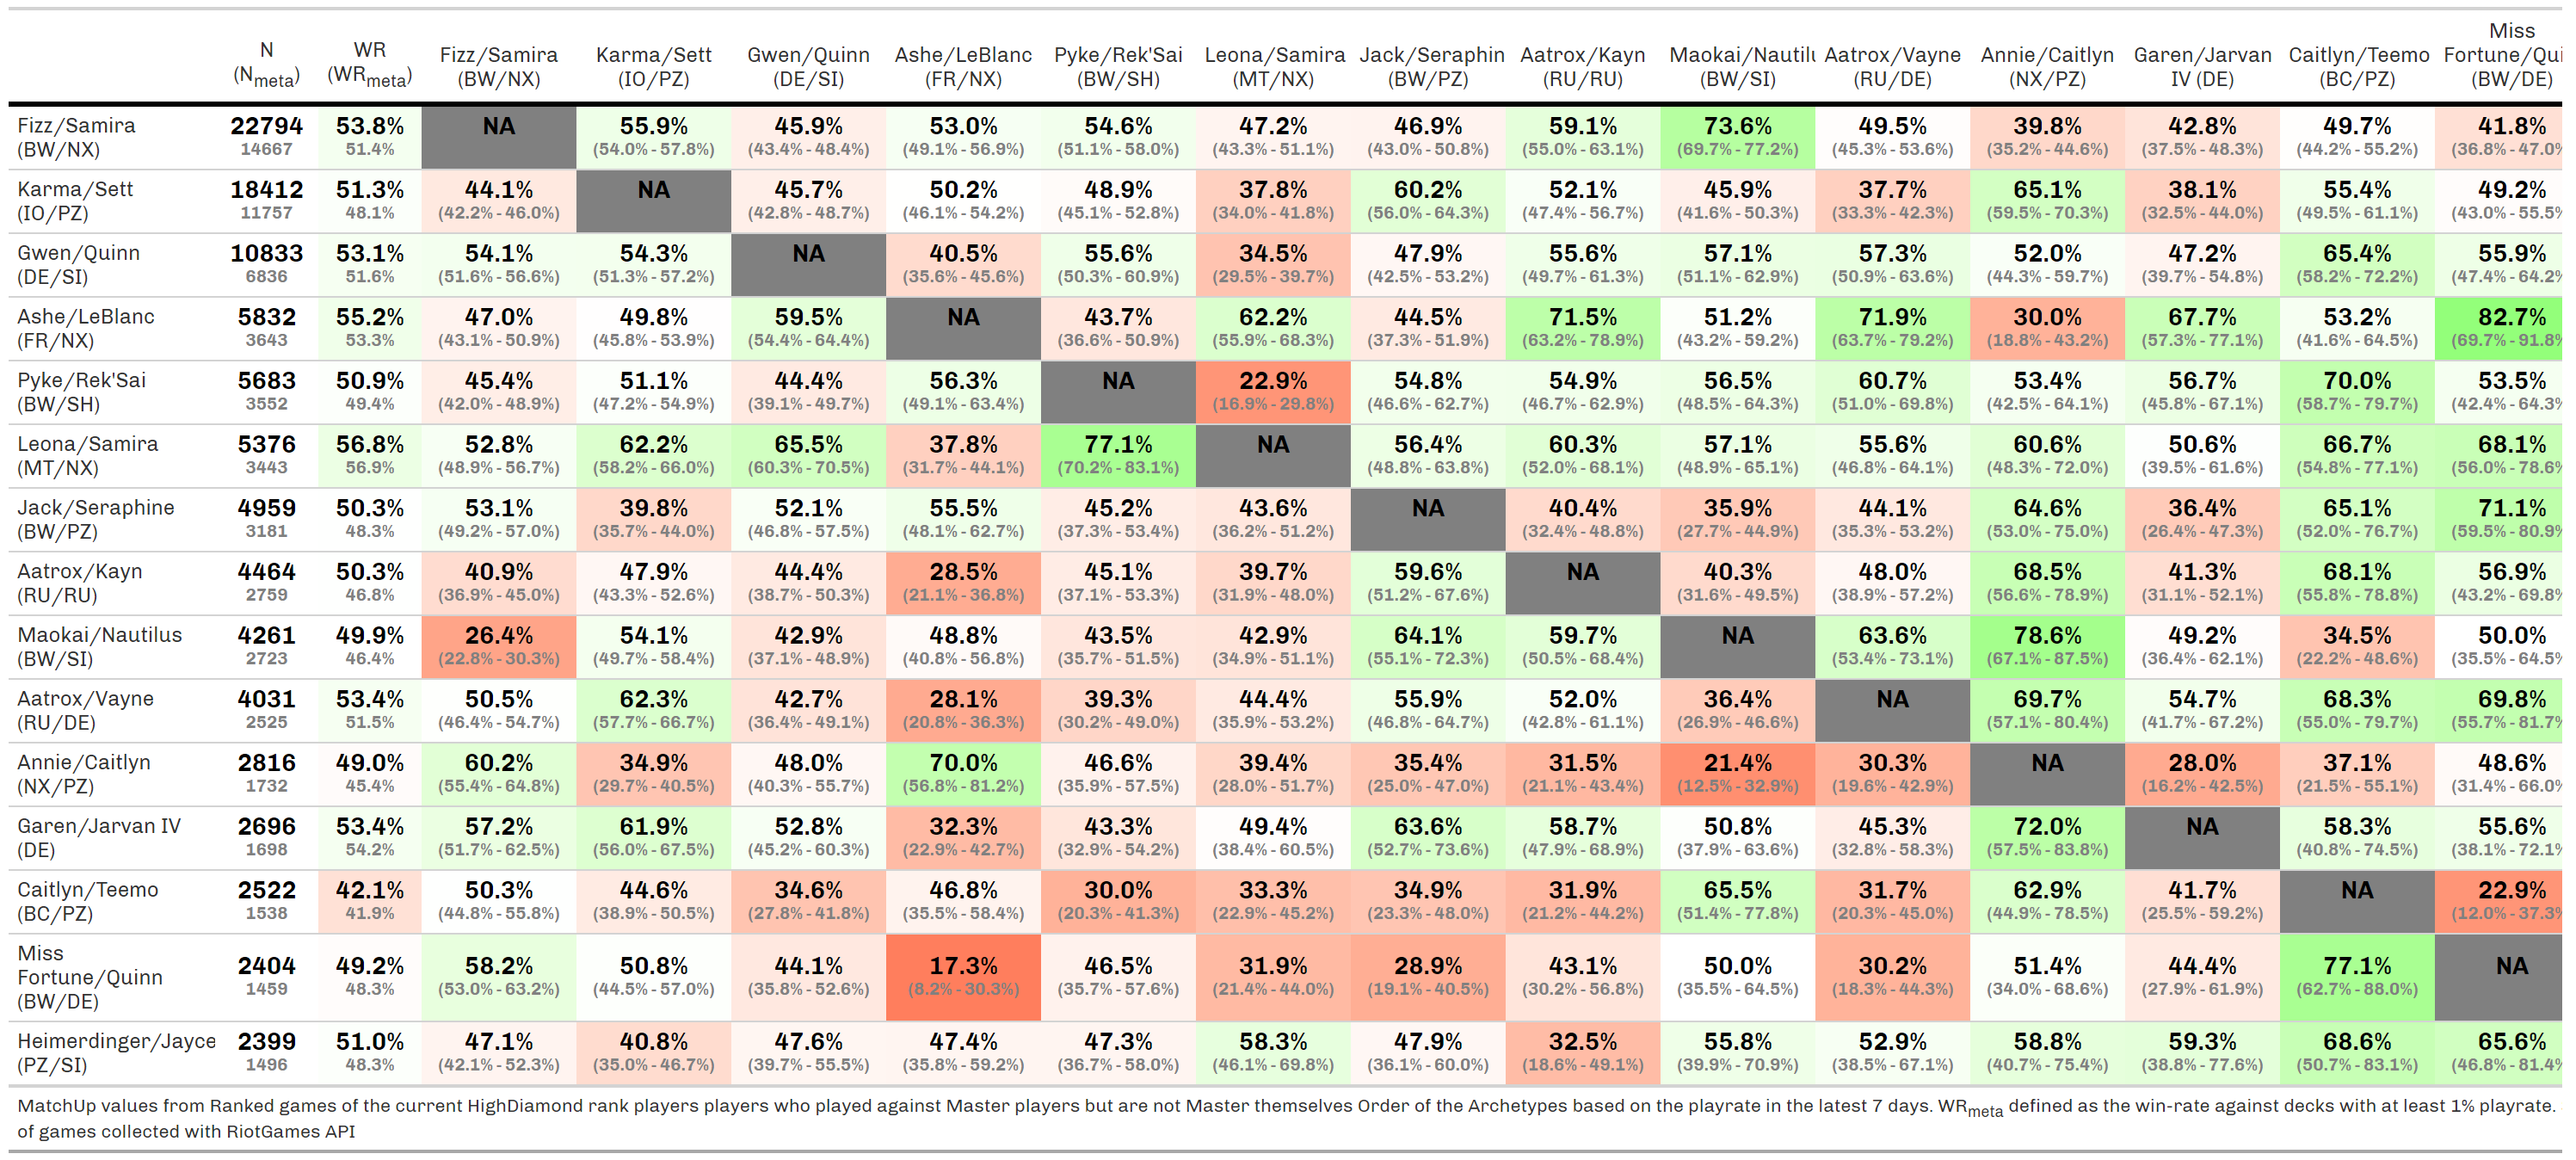 N WR Fizz/Samira Karma/Sett Gwen/Quinn Ashe/LeBlanc Pyke/Rek'Sai Leona/Samira Jack/Seraphin Aatrox/Kayn Maokai/Nautilu Aatrox/Vayne Annie/Caitlyn Garen/Jarvan Caitlyn/Teemo Miss Fortune/Qui
(Nmeta) (WRmeta) (BW/NX) (IO/PZ) (DE/SI) (FR/NX) (BW/SH) (MT/NX) (BW/PZ) (RU/RU) (BW/SI) (RU/DE) (NX/PZ) IV (DE) (BC/PZ) (BW/DE)
Fizz/Samira 22794 53.8% NA 55.9% 45.9% 53.0% 54.6% 47.2% 46.9% 59.1% 73.6% 49.5% 39.8% 42.8% 49.7% 41.8%
(BW/NX) 14667 51.4% (54.0% - 57.8%) (43.4% - 48.4%) (49.1% - 56.9%) (51.1% - 58.0%) (43.3% - 51.1%) (43.0% - 50.8%) (55.0% - 63.1%) (69.7% - 77.2%) (45.3% - 53.6%) (35.2% - 44.6%) (37.5% - 48.3%) (44.2% - 55.2%) (36.8% - 47.0%
Karma/Sett 18412 51.3% 44.1% NA 45.7% 50.2% 48.9% 37.8% 60.2% 52.1% 45.9% 37.7% 65.1% 38.1% 55.4% 49.2%
(IO/PZ) 11757 48.1% (42.2% - 46.0%) (42.8% - 48.7%) (46.1% - 54.2%) (45.1% - 52.8%) (34.0% - 41.8%) (56.0% - 64.3%) (47.4% - 56.7%) (41.6% - 50.3%) (33.3% - 42.3%) (59.5% - 70.3%) (32.5% - 44.0%) (49.5% - 61.1%) (43.0% - 55.5%
Gwen/Quinn 10833 53.1% 54.1% 54.3% NA 40.5% 55.6% 34.5% 47.9% 55.6% 57.1% 57.3% 52.0% 47.2% 65.4% 55.9%
(DE/SI) 6836 51.6% (51.6% - 56.6%) (51.3% - 57.2%) (35.6% - 45.6%) (50.3% - 60.9%) (29.5% - 39.7%) (42.5% - 53.2%) (49.7% - 61.3%) (51.1% - 62.9%) (50.9% - 63.6%) (44.3% - 59.7%) (39.7% - 54.8%) (58.2% - 72.2%) (47.4% - 64.2%
Ashe/LeBlanc 5832 55.2% 47.0% 49.8% 59.5% NA 43.7% 62.2% 44.5% 71.5% 51.2% 71.9% 30.0% 67.7% 53.2% 82.7%
(FR/NX) 3643 53.3% (43.1% - 50.9%) (45.8% - 53.9%) (54.4% - 64.4%) (36.6% - 50.9%) (55.9% - 68.3%) (37.3% - 51.9%) (63.2% - 78.9%) (43.2% - 59.2%) (63.7% - 79.2%) (18.8% - 43.2%) (57.3% - 77.1%) (41.6% - 64.5%) (69.7% - 91.8%
Pyke/Rek'Sai 5683 50.9% 45.4% 51.1% 44.4% 56.3% NA 22.9% 54.8% 54.9% 56.5% 60.7% 53.4% 56.7% 70.0% 53.5%
(BW/SH) 3552 49.4% (42.0% - 48.9%) (47.2% - 54.9%) (39.1% - 49.7%) (49.1% - 63.4%) (16.9% - 29.8%) (46.6% - 62.7%) (46.7% - 62.9%) (48.5% - 64.3%) (51.0% - 69.8%) (42.5% - 64.1%) (45.8% - 67.1%) (58.7% - 79.7%) (42.4% - 64.3%
Leona/Samira 5376 56.8% 52.8% 62.2% 65.5% 37.8% 77.1% NA 56.4% 60.3% 57.1% 55.6% 60.6% 50.6% 66.7% 68.1%
(MT/NX) 3443 56.9% (48.9% - 56.7%) (58.2% - 66.0%) (60.3% - 70.5%) (31.7% - 44.1%) (70.2% - 83.1%) (48.8% - 63.8%) (52.0% - 68.1%) (48.9% - 65.1%) (46.8% - 64.1%) (48.3% - 72.0%) (39.5% - 61.6%) (54.8% - 77.1%) (56.0% - 78.6%
Jack/Seraphine 4959 50.3% 53.1% 39.8% 52.1% 55.5% 45.2% 43.6% NA 40.4% 35.9% 44.1% 64.6% 36.4% 65.1% 71.1%
(BW/PZ) 3181 48.3% (49.2% - 57.0%) (35.7% - 44.0%) (46.8% - 57.5%) (48.1% - 62.7%) (37.3% - 53.4%) (36.2% - 51.2%) (32.4% - 48.8%) (27.7% - 44.9%) (35.3% - 53.2%) (53.0% - 75.0%) (26.4% - 47.3%) (52.0% - 76.7%) (59.5% - 80.9%
Aatrox/Kayn 4464 50.3% 40.9% 47.9% 44.4% 28.5% 45.1% 39.7% 59.6% NA 40.3% 48.0% 68.5% 41.3% 68.1% 56.9%
(RU/RU) 2759 46.8% (36.9% - 45.0%) (43.3% - 52.6%) (38.7% - 50.3%) (21.1% - 36.8%) (37.1% - 53.3%) (31.9% - 48.0%) (51.2% - 67.6%) (31.6% - 49.5%) (38.9% - 57.2%) (56.6% - 78.9%) (31.1% - 52.1%) (55.8% - 78.8%) (43.2% - 69.8%
Maokai/Nautilus 4261 49.9% 26.4% 54.1% 42.9% 48.8% 43.5% 42.9% 64.1% 59.7% NA 63.6% 78.6% 49.2% 34.5% 50.0%
(BW/SI) 2723 46.4% (22.8% - 30.3%) (49.7% - 58.4%) (37.1% - 48.9%) (40.8% - 56.8%) (35.7% - 51.5%) (34.9% - 51.1%) (55.1% - 72.3%) (50.5% - 68.4%) (53.4% - 73.1%) (67.1% - 87.5%) (36.4% - 62.1%) (22.2% - 48.6%) (35.5% - 64.5%
Aatrox/Vayne 4031 53.4% 50.5% 62.3% 42.7% 28.1% 39.3% 44.4% 55.9% 52.0% 36.4% NA 69.7% 54.7% 68.3% 69.8%
(RU/DE) 2525 51.5% (46.4% - 54.7%) (57.7% - 66.7%) (36.4% - 49.1%) (20.8% - 36.3%) (30.2% - 49.0%) (35.9% - 53.2%) (46.8% - 64.7%) (42.8% - 61.1%) (26.9% - 46.6%) (57.1% - 80.4%) (41.7% - 67.2%) (55.0% - 79.7%) (55.7% - 81.7%
Annie/Caitlyn 2816 49.0% 60.2% 34.9% 48.0% 70.0% 46.6% 39.4% 35.4% 31.5% 21.4% 30.3% NA 28.0% 37.1% 48.6%
(NX/PZ) 1732 45.4% (55.4% - 64.8%) (29.7% - 40.5%) (40.3% - 55.7%) (56.8% - 81.2%) (35.9% - 57.5%) (28.0% - 51.7%) (25.0% - 47.0%) (21.1% - 43.4%) (12.5% - 32.9%) (19.6% - 42.9%) (16.2% - 42.5%) (21.5% - 55.1%) (31.4% - 66.0%
Garen/Jarvan IV 2696 53.4% 57.2% 61.9% 52.8% 32.3% 43.3% 49.4% 63.6% 58.7% 50.8% 45.3% 72.0% NA 58.3% 55.6%
(DE) 1698 54.2% (51.7% - 62.5%) (56.0% - 67.5%) (45.2% - 60.3%) (22.9% - 42.7%) (32.9% - 54.2%) (38.4% - 60.5%) (52.7% - 73.6%) (47.9% - 68.9%) (37.9% - 63.6%) (32.8% - 58.3%) (57.5% - 83.8%) (40.8% - 74.5%) (38.1% - 72.1%
Caitlyn/Teemo 2522 42.1% 50.3% 44.6% 34.6% 46.8% 30.0% 33.3% 34.9% 31.9% 65.5% 31.7% 62.9% 41.7% NA 22.9%
(BC/PZ) 1538 41.9% (44.8% - 55.8%) (38.9% - 50.5%) (27.8% - 41.8%) (35.5% - 58.4%) (20.3% - 41.3%) (22.9% - 45.2%) (23.3% - 48.0%) (21.2% - 44.2%) (51.4% - 77.8%) (20.3% - 45.0%) (44.9% - 78.5%) (25.5% - 59.2%) (12.0% - 37.3%
Miss
Fortune/Quinn 2404 49.2% 58.2% 50.8% 44.1% 17.3% 46.5% 31.9% 28.9% 43.1% 50.0% 30.2% 51.4% 44.4% 77.1% NA
(BW/DE) 1459 48.3% (53.0% - 63.2%) (44.5% - 57.0%) (35.8% - 52.6%) (8.2% - 30.3%) (35.7% - 57.6%) (21.4% - 44.0%) (19.1% - 40.5%) (30.2% - 56.8%) (35.5% - 64.5%) (18.3% - 44.3%) (34.0% - 68.6%) (27.9% - 61.9%) (62.7% - 88.0%)
Heimerdinger/Jayce 2399 51.0% 47.1% 40.8% 47.6% 47.4% 47.3% 58.3% 47.9% 32.5% 55.8% 52.9% 58.8% 59.3% 68.6% 65.6%
(PZ/SI) 1496 48.3% (42.1% - 52.3%) (35.0% - 46.7%) (39.7% - 55.5%) (35.8% - 59.2%) (36.7% - 58.0%) (46.1% - 69.8%) (36.1% - 60.0%) (18.6% - 49.1%) (39.9% - 70.9%) (38.5% - 67.1%) (40.7% - 75.4%) (38.8% - 77.6%) (50.7% - 83.1%) (46.8% - 81.4%
MatchUp values from Ranked games of the current HighDiamond rank players players who played against Master players but are not Master themselves Order of the Archetypes based on the playrate in the latest 7 days. WRmeta defined as the win-rate against decks with at least 1% playrate.
of games collected with RiotGames API